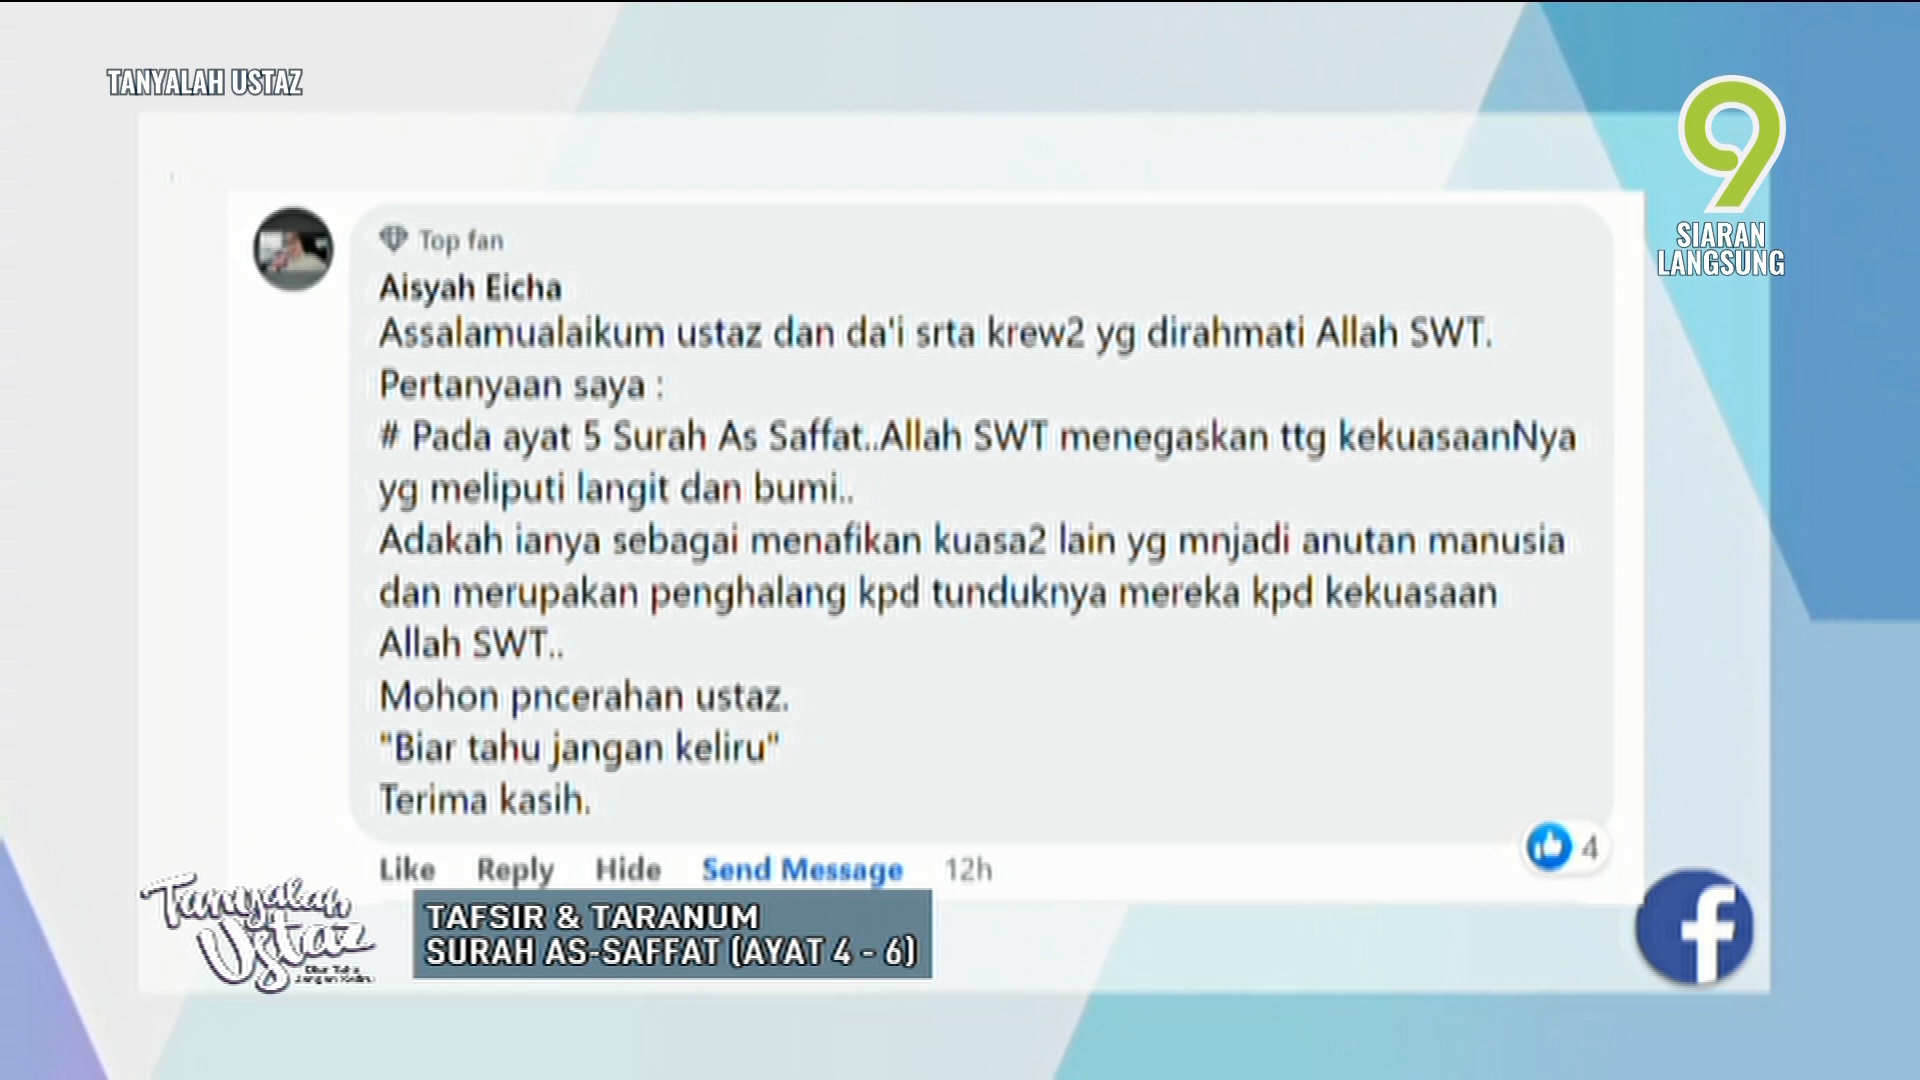 TANYALAH USTAZ
9
SIARAN
LANGSUNG
Top fan
Aisyah Eicha
Assalamualaikum ustaz dan da'i srta krew2 yg dirahmati Allah SWT.
Pertanyaan saya :
# Pada ayat 5 Surah As Saffat..Allah SWT menegaskan ttg kekuasaanNya
yg meliputi langit dan bumi..
Adakah ianya sebagai menafikan kuasa2 lain yg mnjadi anutan manusia
dan merupakan penghalang kpd tunduknya mereka kpd kekuasaan
Allah SWT..
Mohon pncerahan ustaz.
"Biar tahu jangan keliru"
Terima kasih.
4
Like Reply Hide Send Message 12h
Tanyalah
Ustaz
TAFSIR & TARANUM
SURAH AS-SAFFAT (AYAT 4 - 6)
f